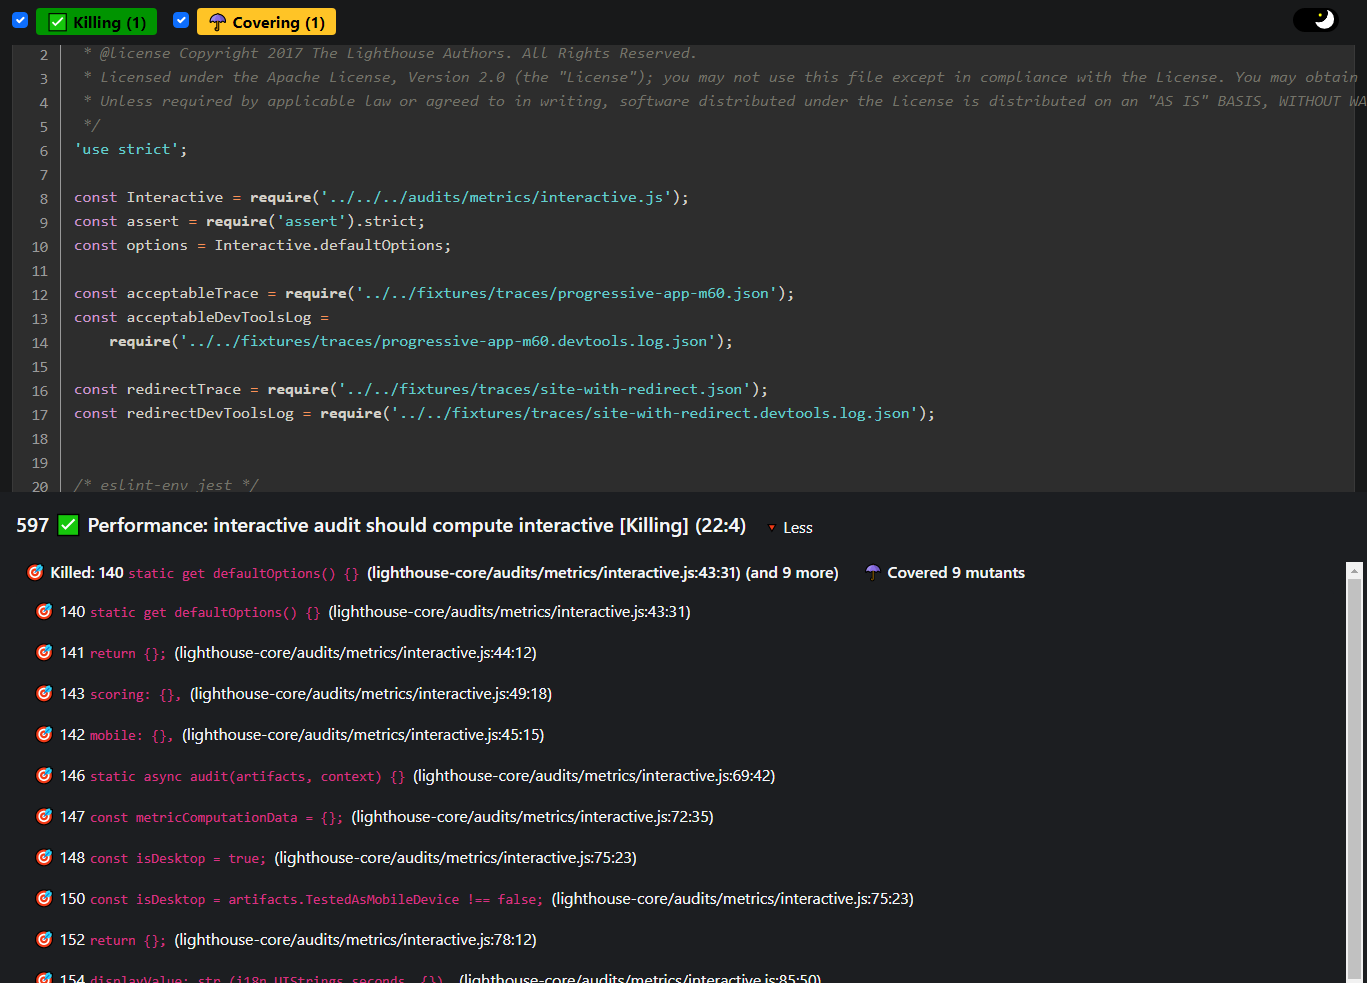 Killing (1) Covering (1)
2 * @license Copyright 2017 The Lighthouse Authors. All Rights Reserved.
3 * Licensed under the Apache License, Version 2.0 (the "License"); you may not use this file except in compliance with the License. You may obtain
4 * Unless required by applicable law or agreed to in writing, software distributed under the License is distributed on an "AS IS" BASIS, WITHOUT WA
5 */
6 'use strict';
7
8 const Interactive = require('../../../audits/metrics/interactive.js');
9 const assert = require('assert').strict;
10 const options = Interactive.defaultOptions;
11
12 const acceptableTrace = require('../../fixtures/traces/progressive-app-m60.json');
13 const acceptableDevToolsLog =
14 require('../../fixtures/traces/progressive-app-m60.devtools.log.json');
15
16 const redirectTrace = require('../../fixtures/traces/site-with-redirect.json');
17 const redirectDevToolsLog = require('../../fixtures/traces/site-with-redirect.devtools.log.json');
18
19
20 /* eslint-env jest */
597 Performance: interactive audit should compute interactive [Killing] (22:4) Less
Killed: 140 static get defaultOptions() {} (lighthouse-core/audits/metrics/interactive.js:43:31) (and 9 more) Covered 9 mutants
140 static get defaultOptions() {} (lighthouse-core/audits/metrics/interactive.js:43:31)
141 return {}; (lighthouse-core/audits/metrics/interactive.js:44:12)
143 scoring: {}, (lighthouse-core/audits/metrics/interactive.js:49:18)
142 mobile: {}, (lighthouse-core/audits/metrics/interactive.js:45:15)
146 static async audit(artifacts, context) {} (lighthouse-core/audits/metrics/interactive.js:69:42)
147 const metricComputationData = {}; (lighthouse-core/audits/metrics/interactive.js:72:35)
148 const isDesktop = true; (lighthouse-core/audits/metrics/interactive.js:75:23)
150 const isDesktop = artifacts.TestedAsMobileDevice !== false; (lighthouse-core/audits/metrics/interactive.js:75:23)
152 return {}; (lighthouse-core/audits/metrics/interactive.js:78:12)
154 displayValue: str_(i18n.UIStrings.seconds, {}), (lighthouse-core/audits/metrics/interactive.js:85:50)